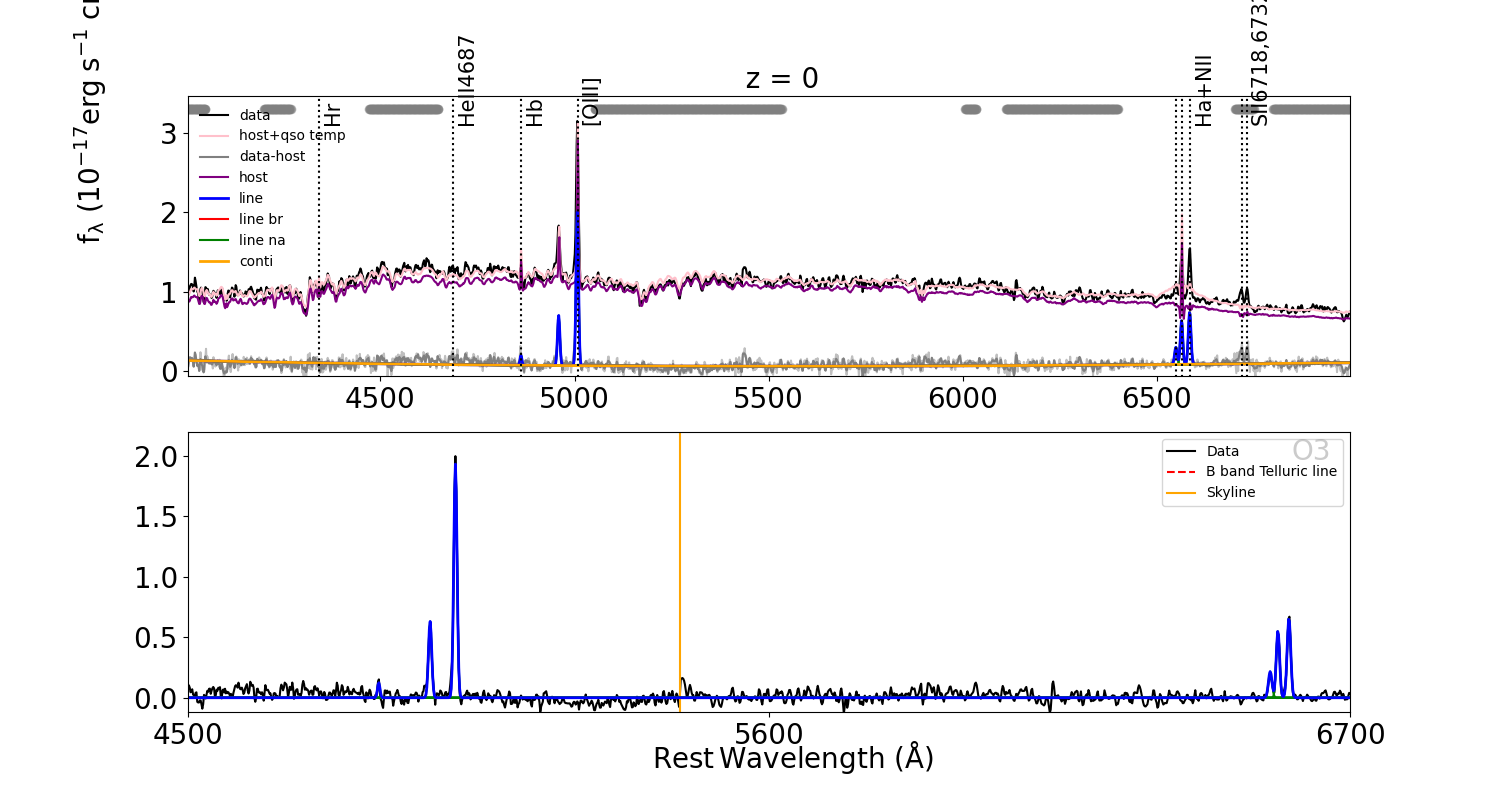 z = 0
f_λ (10^−17 erg s^−1
Hr
HeII4687
Hb
[OIII]
Ha+NII
SII6718,673
data
host+qso temp
data-host
host
line
line br
line na
conti
3
2
1
0
4500 5000 5500 6000 6500
O3
Data
B band Telluric line
Skyline
2.0
1.5
1.0
0.5
0.0
4500 5600 6700
Rest Wavelength (Å)